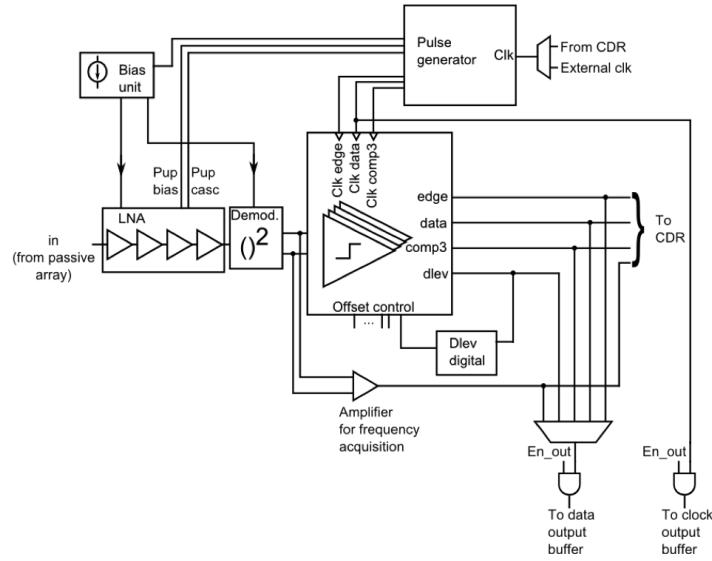 Pulse
generator
Clk
From CDR
External clk
Bias
unit
Pup
bias
Pup
casc
Clk edge
Clk data
Clk comp3
LNA
Demod.
()2
in
(from passive
array)
edge
data
comp3
dlev
To
CDR
Offset control
...
Dlev
digital
Amplifier
for frequency
acquisition
En_out
En_out
To data
output
buffer
To clock
output
buffer